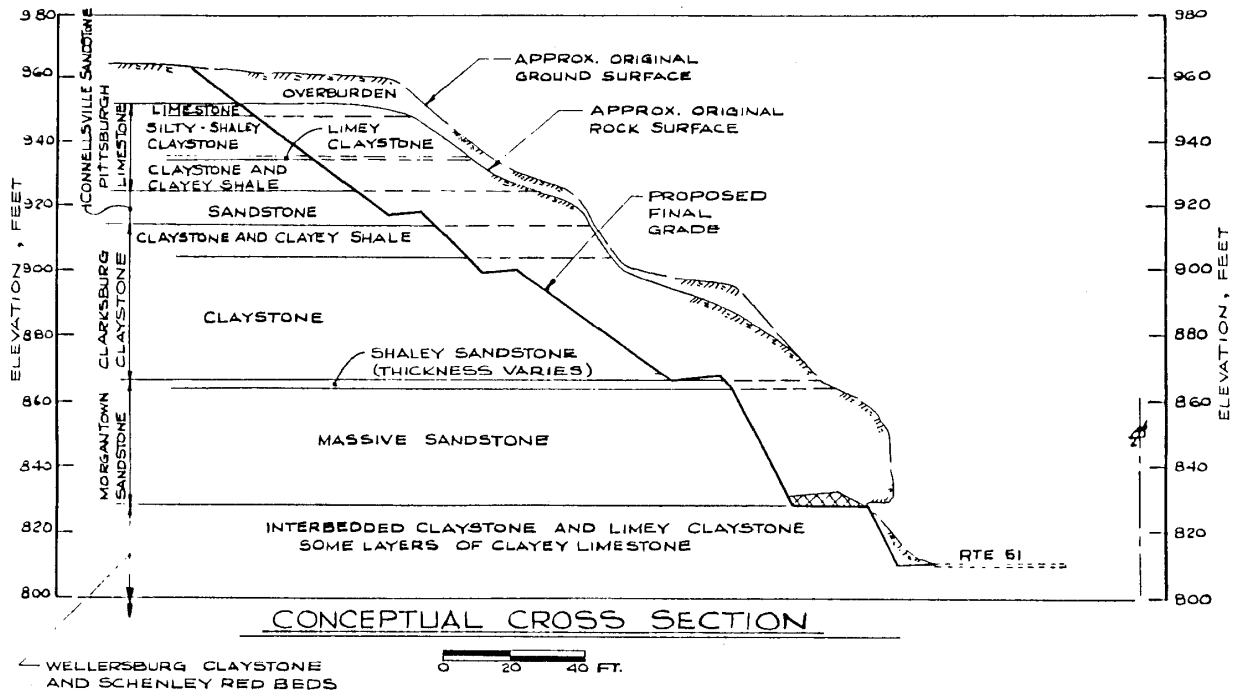 980
960
940
920
900
880
860
840
820
800
ELEVATION, FEET
CONNELLSVILLE SANDSTONE
PITTSBURGH
LIMESTONE
CLARKSBURG
CLAYSTONE
MORGANTOWN
SANDSTONE
APPROX. ORIGINAL
GROUND SURFACE
OVERBURDEN
APPROX. ORIGINAL
ROCK SURFACE
LIMESTONE
SILTY-SHALEY
CLAYSTONE
LIMEY
CLAYSTONE
CLAYSTONE AND
CLAYEY SHALE
PROPOSED
FINAL
GRADE
SANDSTONE
CLAYSTONE AND CLAYEY SHALE
CLAYSTONE
SHALEY SANDSTONE
(THICKNESS VARIES)
MASSIVE SANDSTONE
INTERBEDDED CLAYSTONE AND LIMEY CLAYSTONE
SOME LAYERS OF CLAYEY LIMESTONE
RTE 51
980
960
940
920
900
880
860
840
820
800
ELEVATION, FEET
CONCEPTUAL CROSS SECTION
0 20 40 FT.
WELLERSBURG CLAYSTONE
AND SCHENLEY RED BEDS